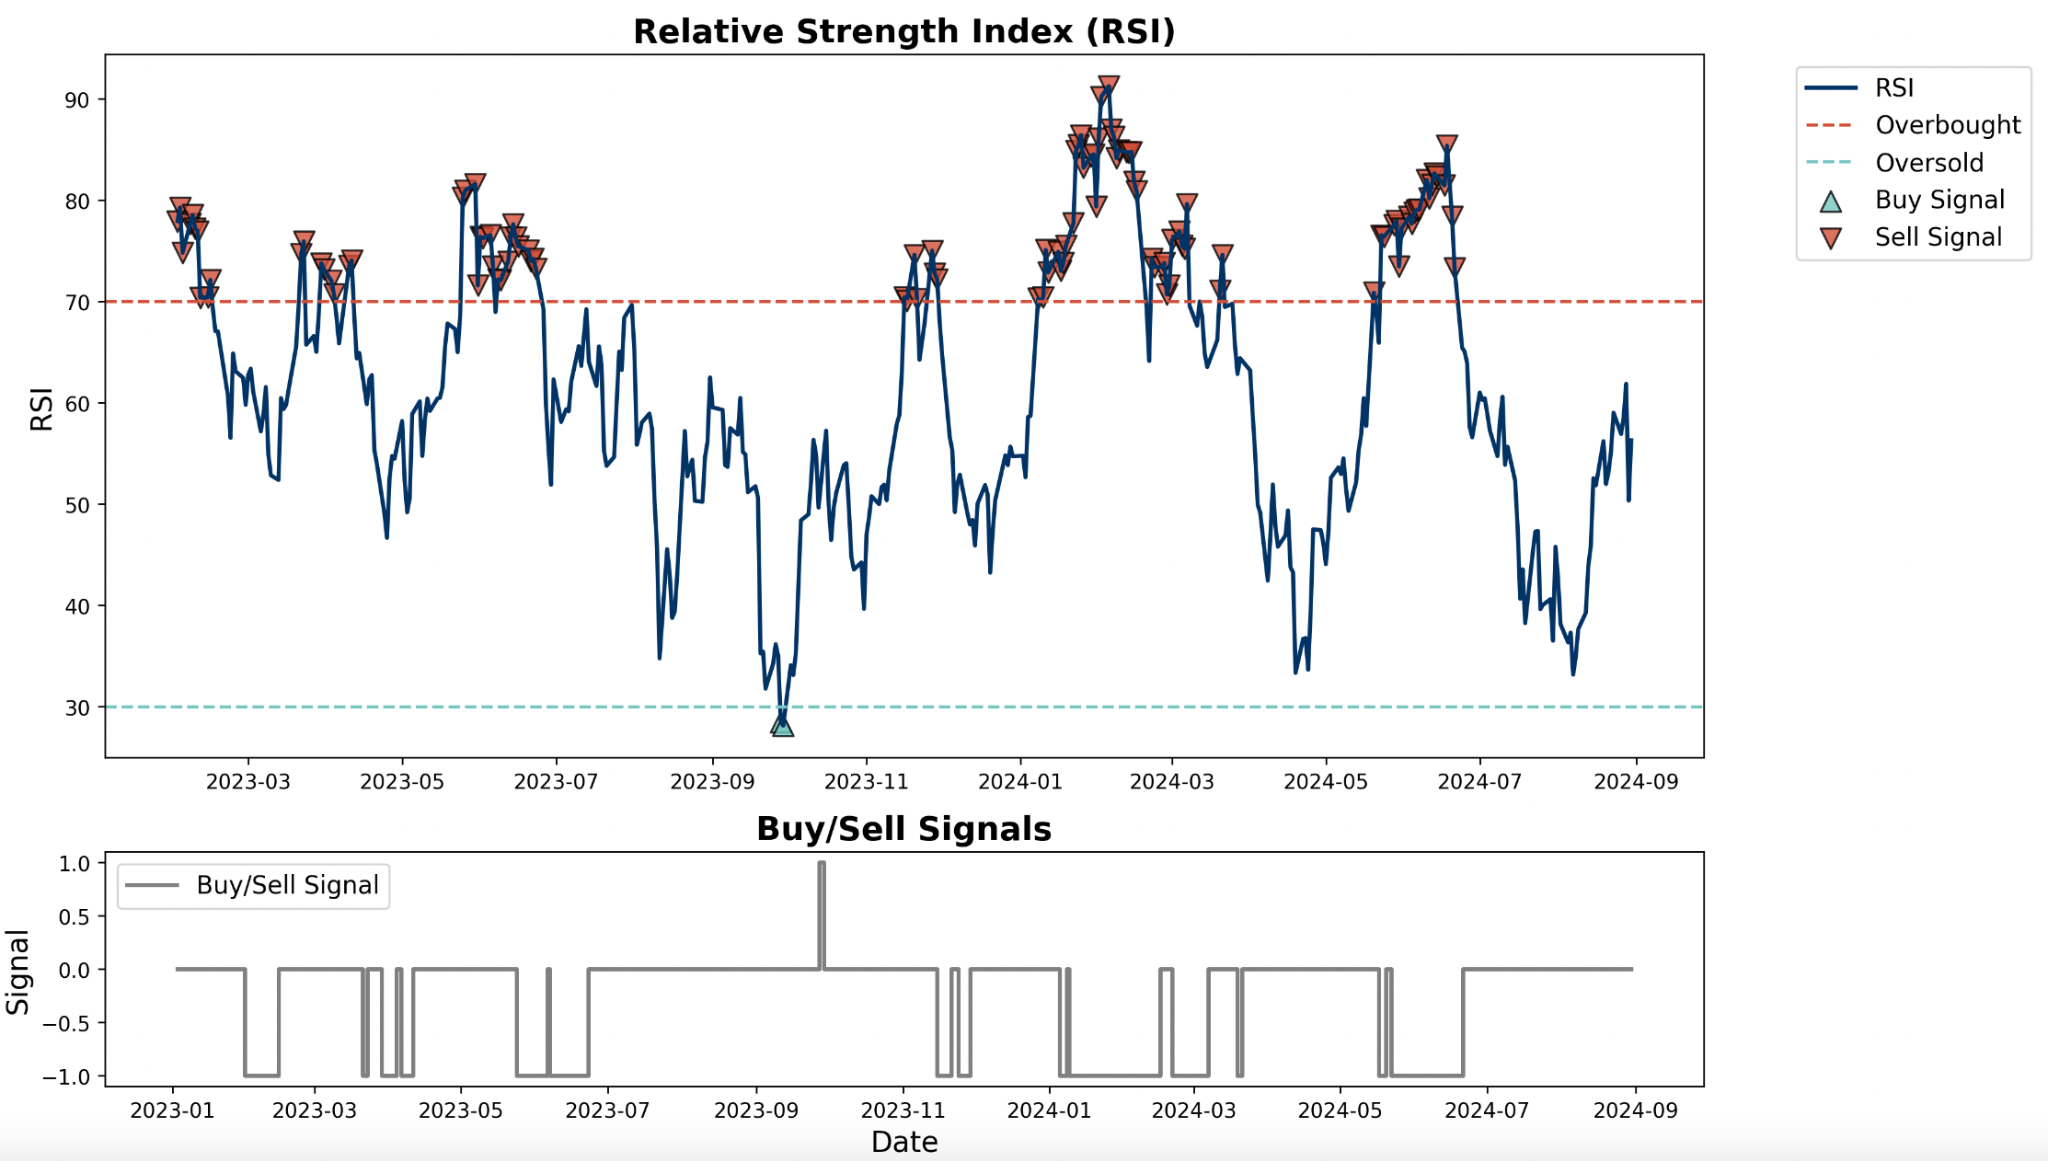 Relative Strength Index (RSI)
90
80
70
60
50
40
30
RSI
2023-03 2023-05 2023-07 2023-09 2023-11 2024-01 2024-03 2024-05 2024-07 2024-09
RSI
Overbought
Oversold
Buy Signal
Sell Signal
Buy/Sell Signals
1.0
0.5
0.0
−0.5
−1.0
Signal
Buy/Sell Signal
2023-01 2023-03 2023-05 2023-07 2023-09 2023-11 2024-01 2024-03 2024-05 2024-07 2024-09
Date